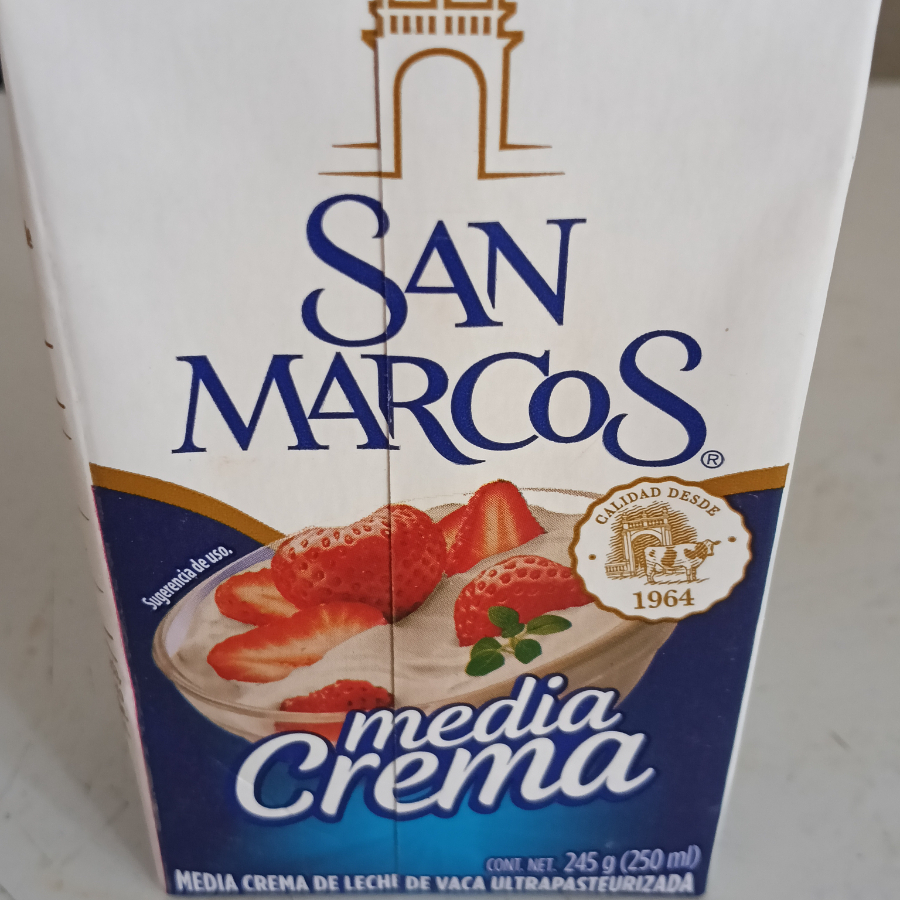 SAN
MARCOS®
CALIDAD DESDE
1964
Sugerencia de uso.
media
Crema
CONT. NET. 245 g (250 ml)
MEDIA CREMA DE LECHE DE VACA ULTRAPASTEURIZADA